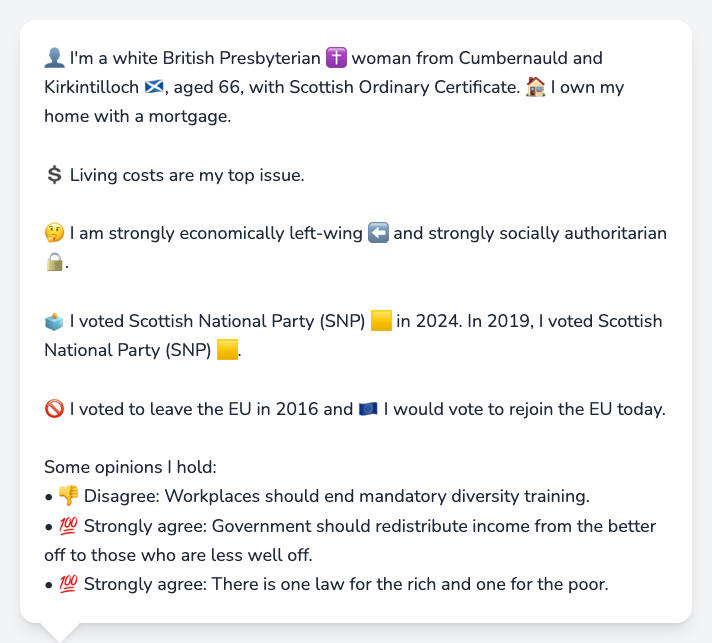 👤 I'm a white British Presbyterian ✝️ woman from Cumbernauld and
Kirkintilloch 🏴󠁧󠁢󠁳󠁣󠁴󠁿, aged 66, with Scottish Ordinary Certificate. 🏠 I own my
home with a mortgage.
💲 Living costs are my top issue.
🤔 I am strongly economically left-wing ⬅️ and strongly socially authoritarian
🔒.
🗳️ I voted Scottish National Party (SNP) 🟨 in 2024. In 2019, I voted Scottish
National Party (SNP) 🟨.
🚫 I voted to leave the EU in 2016 and 🇪🇺 I would vote to rejoin the EU today.
Some opinions I hold:
• 👎 Disagree: Workplaces should end mandatory diversity training.
• 💯 Strongly agree: Government should redistribute income from the better
off to those who are less well off.
• 💯 Strongly agree: There is one law for the rich and one for the poor.